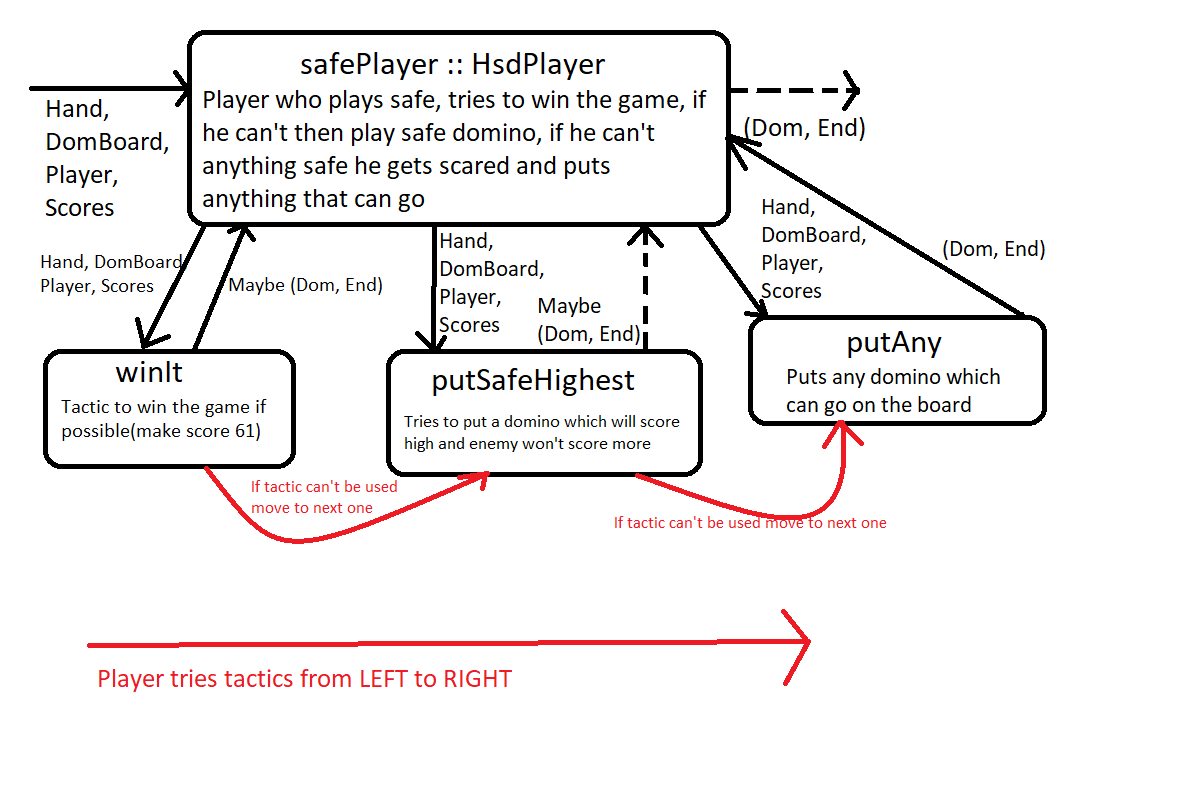 safePlayer :: HsdPlayer
Player who plays safe, tries to win the game, if
he can't then play safe domino, if he can't
anything safe he gets scared and puts
anything that can go
Hand,
DomBoard,
Player,
Scores
(Dom, End)
Hand, DomBoard,
Player, Scores
Maybe (Dom, End)
Hand,
DomBoard,
Player,
Scores
Maybe
(Dom, End)
Hand,
DomBoard,
Player,
Scores
(Dom, End)
winIt
Tactic to win the game if
possible(make score 61)
putSafeHighest
Tries to put a domino which will score
high and enemy won't score more
putAny
Puts any domino which
can go on the board
If tactic can't be used
move to next one
If tactic can't be used move to next one
Player tries tactics from LEFT to RIGHT